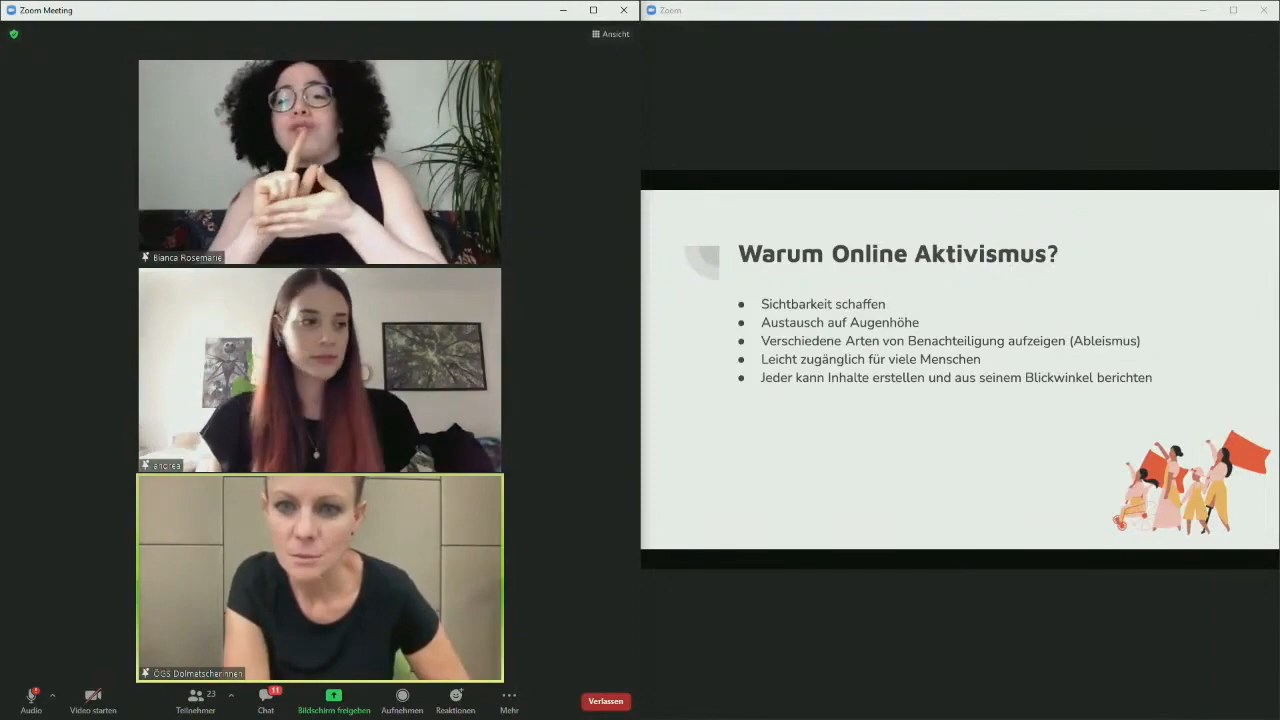 Zoom Meeting
Ansicht
Bianca Rosemarie
andrea
ÖGS Dolmetscherinnen
Audio
Video starten
23
Teilnehmer
11
Chat
Bildschirm freigeben
Aufnehmen
Reaktionen
Mehr
Verlassen
Zoom
Warum Online Aktivismus?
● Sichtbarkeit schaffen
● Austausch auf Augenhöhe
● Verschiedene Arten von Benachteiligung aufzeigen (Ableismus)
● Leicht zugänglich für viele Menschen
● Jeder kann Inhalte erstellen und aus seinem Blickwinkel berichten